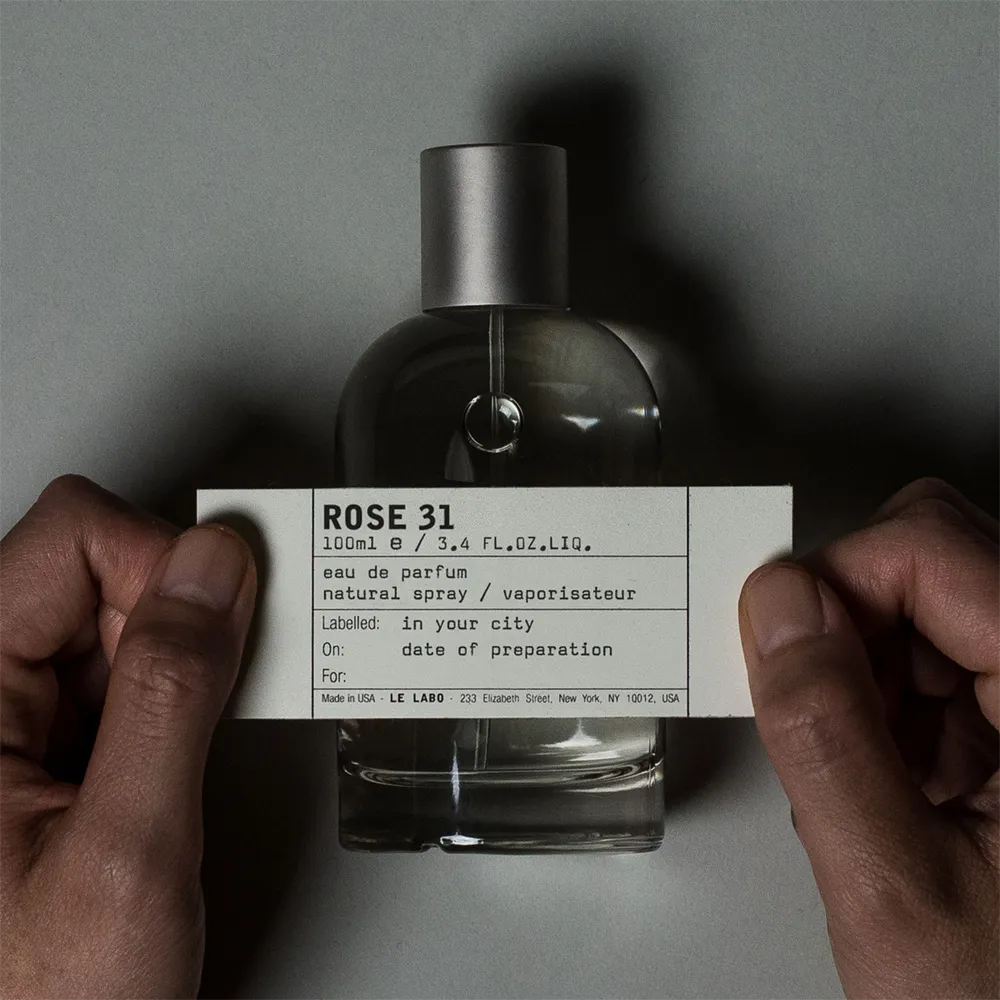 ROSE 31
100ml e / 3.4 FL.OZ.LIQ.
eau de parfum
natural spray / vaporisateur
Labelled: in your city
On: date of preparation
For:
Made in USA - LE LABO - 233 Elizabeth Street, New York, NY 10012, USA